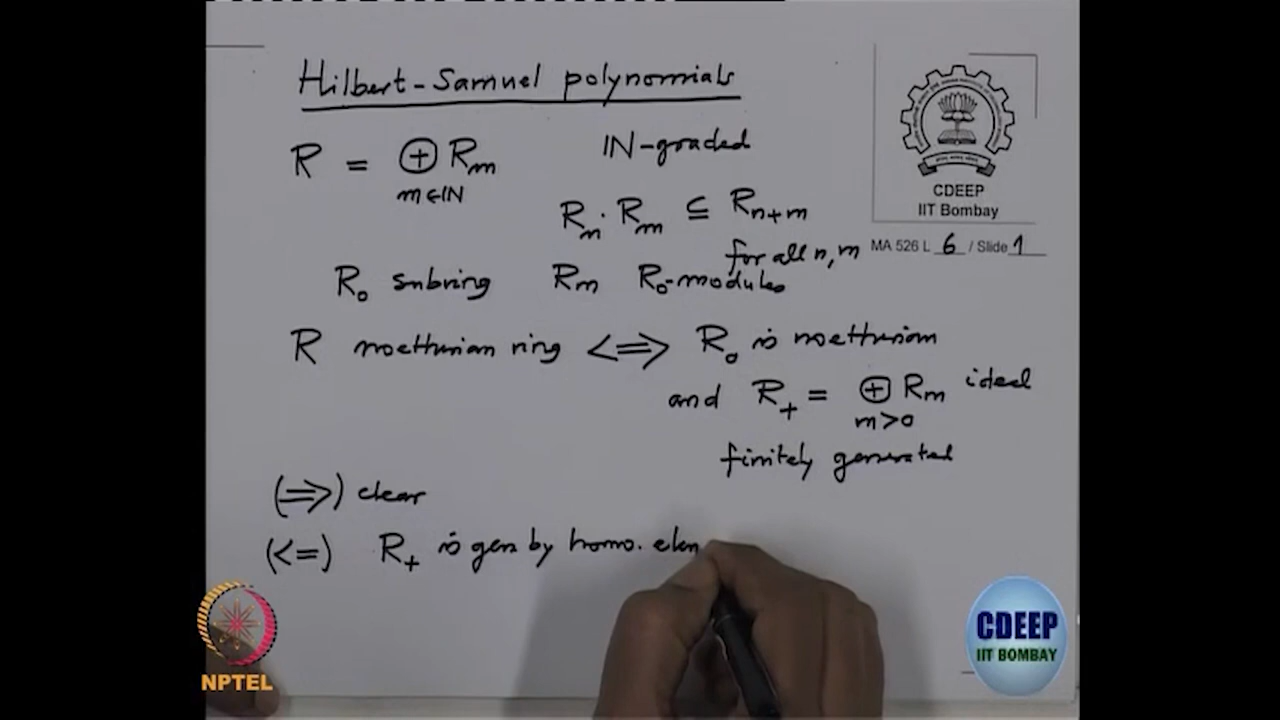 Hilbert-Samuel polynomials
R = ⊕ R_m    ℕ-graded
m∈ℕ
R_n · R_m ⊆ R_{n+m}
for all n, m
R_0 subring    R_m    R_0-modules
R noetherian ring <=> R_0 is noetherian
and R_+ = ⊕ R_m ideal
m>0
finitely generated
(=>) clear
(<=) R_+ is gen by homo. elem
CDEEP
IIT Bombay
MA 526 L 6 / Slide 1
NPTEL
CDEEP
IIT BOMBAY